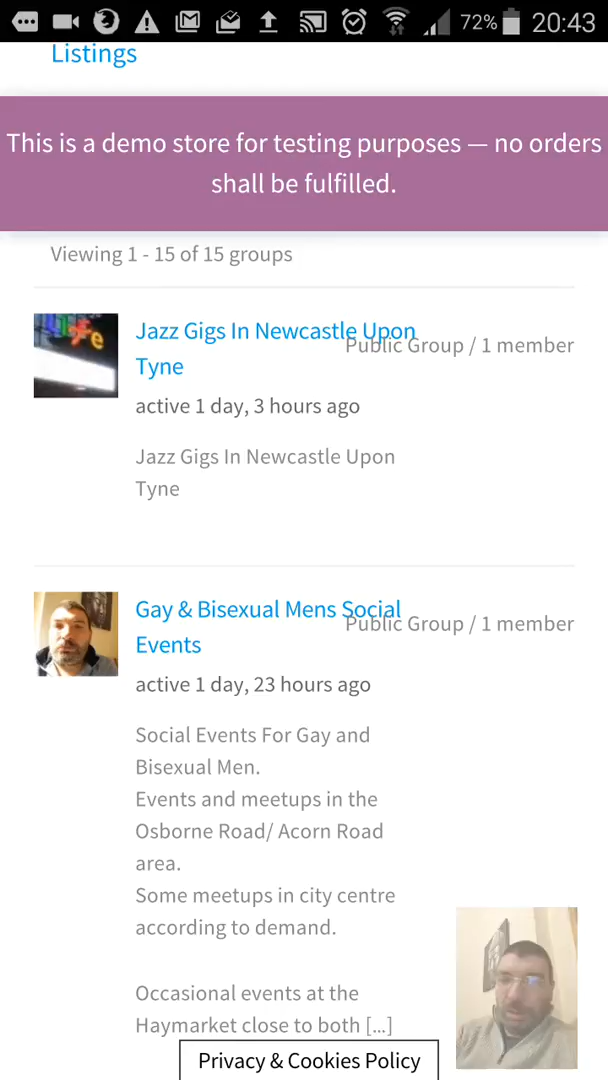 72% 20:43
Listings
This is a demo store for testing purposes — no orders
shall be fulfilled.
Viewing 1 - 15 of 15 groups
Jazz Gigs In Newcastle Upon
Tyne
Public Group / 1 member
active 1 day, 3 hours ago
Jazz Gigs In Newcastle Upon
Tyne
Gay & Bisexual Mens Social
Events
Public Group / 1 member
active 1 day, 23 hours ago
Social Events For Gay and
Bisexual Men.
Events and meetups in the
Osborne Road/ Acorn Road
area.
Some meetups in city centre
according to demand.
Occasional events at the
Haymarket close to both [...]
Privacy & Cookies Policy